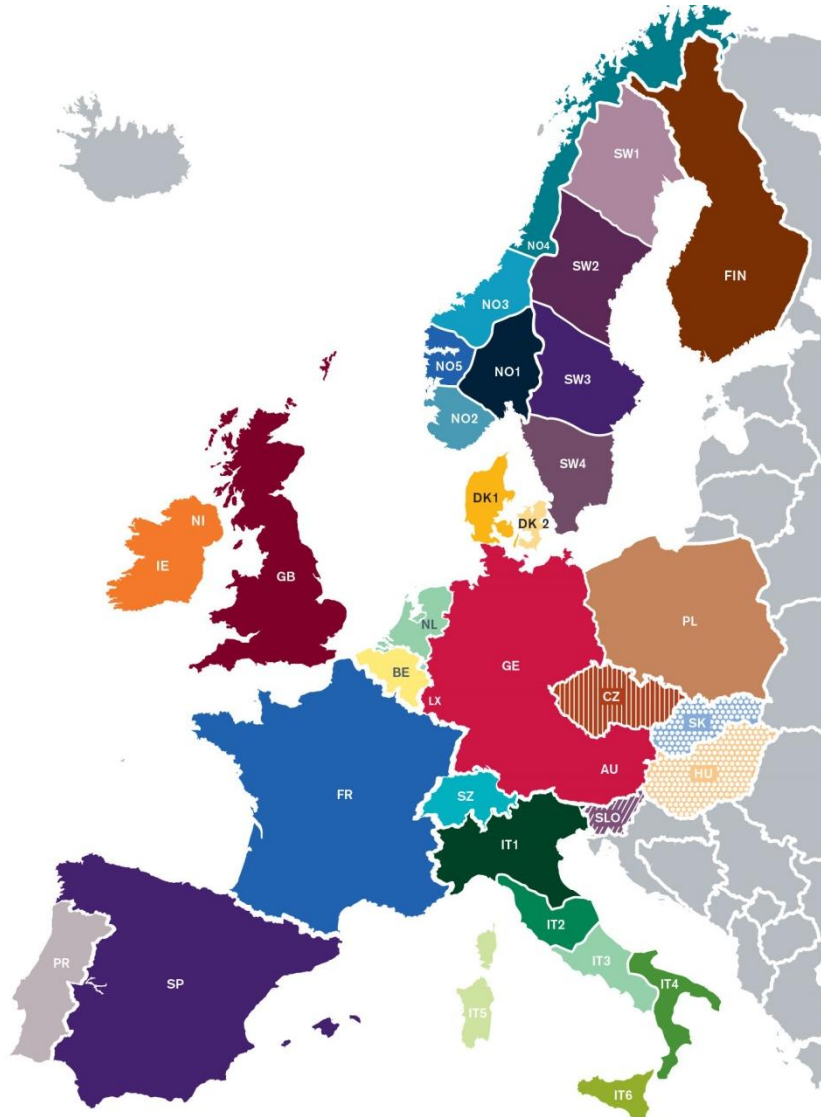 SW1
NO4
SW2
FIN
NO3
NO5
NO1
SW3
NO2
SW4
DK1
DK 2
NI
IE
GB
NL
PL
BE
GE
LX
CZ
SK
AU
HU
FR
SZ
SLO
IT1
IT2
IT3
PR
SP
IT4
IT5
IT6